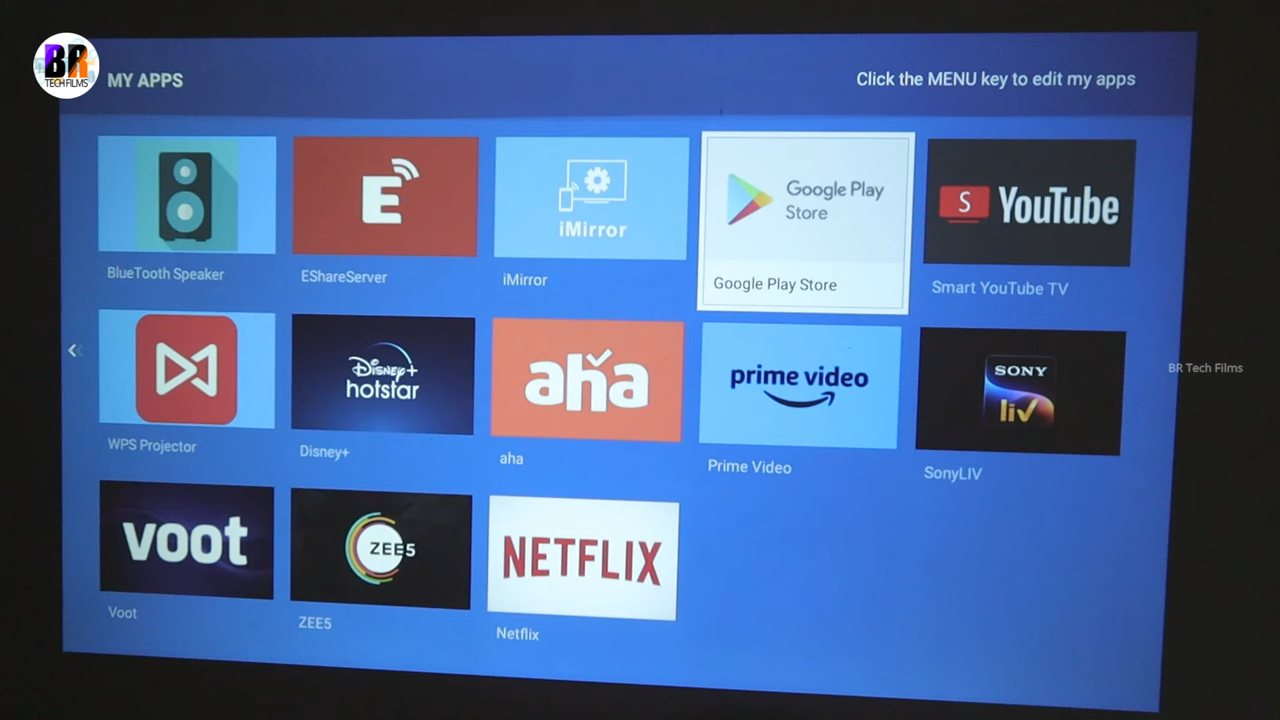 BR
TECH FILMS
MY APPS
Click the MENU key to edit my apps
BlueTooth Speaker
E
EShareServer
iMirror
iMirror
Google Play
Store
Google Play Store
S YouTube
Smart YouTube TV
WPS Projector
Disney+
hotstar
Disney+
aha
aha
prime video
Prime Video
SONY
liv
SonyLIV
BR Tech Films
voot
Voot
ZEE5
ZEE5
NETFLIX
Netflix